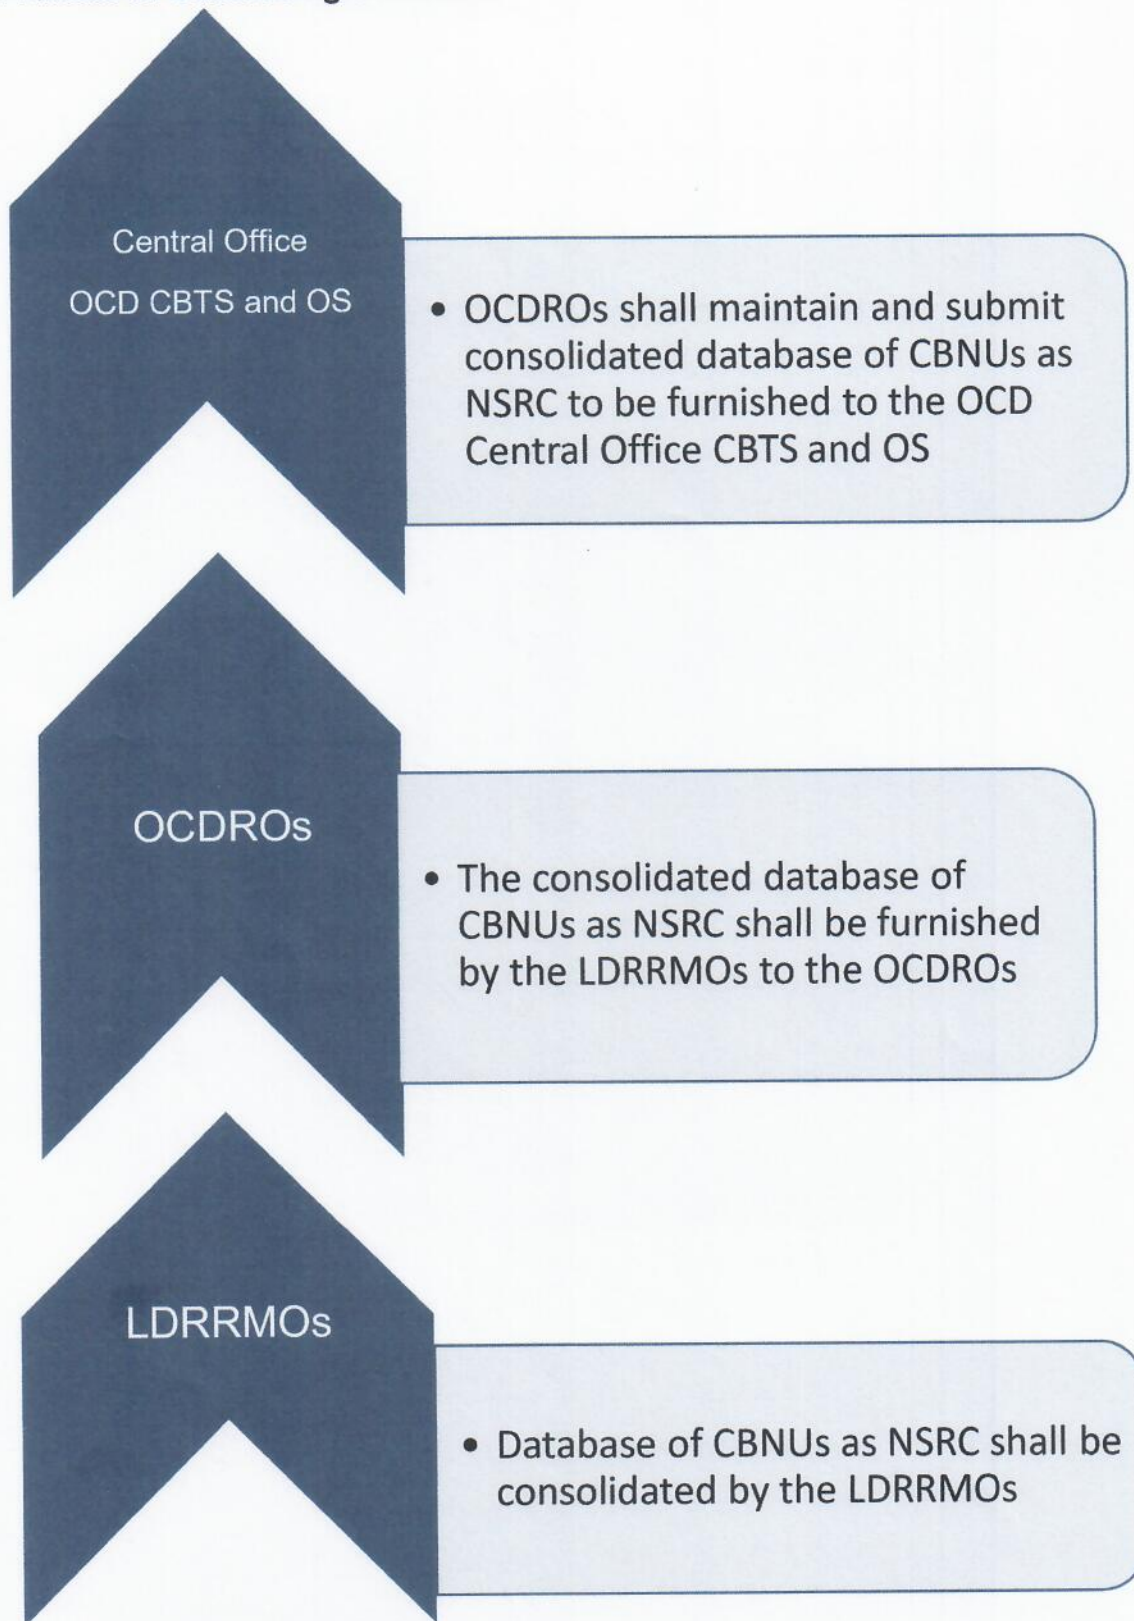 Central Office
OCD CBTS and OS
• OCDROs shall maintain and submit
consolidated database of CBNUs as
NSRC to be furnished to the OCD
Central Office CBTS and OS
OCDROs
• The consolidated database of
CBNUs as NSRC shall be furnished
by the LDRRMOs to the OCDROs
LDRRMOs
• Database of CBNUs as NSRC shall be
consolidated by the LDRRMOs